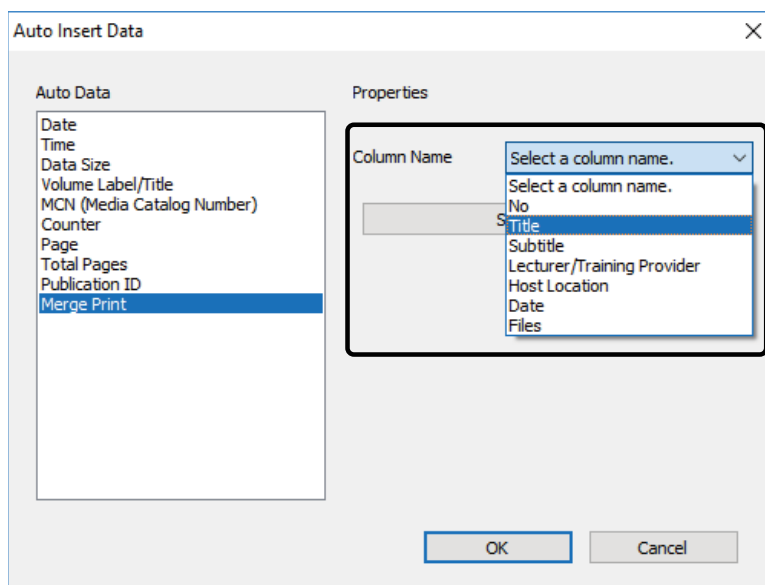 Auto Insert Data
Auto Data
Date
Time
Data Size
Volume Label/Title
MCN (Media Catalog Number)
Counter
Page
Total Pages
Publication ID
Merge Print
Properties
Column Name
Select a column name.
Select a column name.
No
Title
Subtitle
Lecturer/Training Provider
Host Location
Date
Files
OK
Cancel